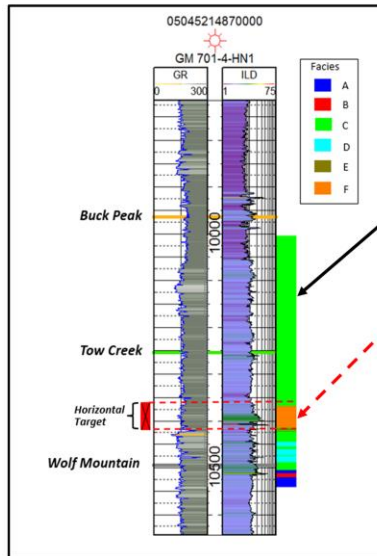 05045214870000
GM 701-4-HN1
GR
ILD
0
300
1
75
Facies
A
B
C
D
E
F
Buck Peak
10000
Tow Creek
Horizontal
Target
Wolf Mountain
10500